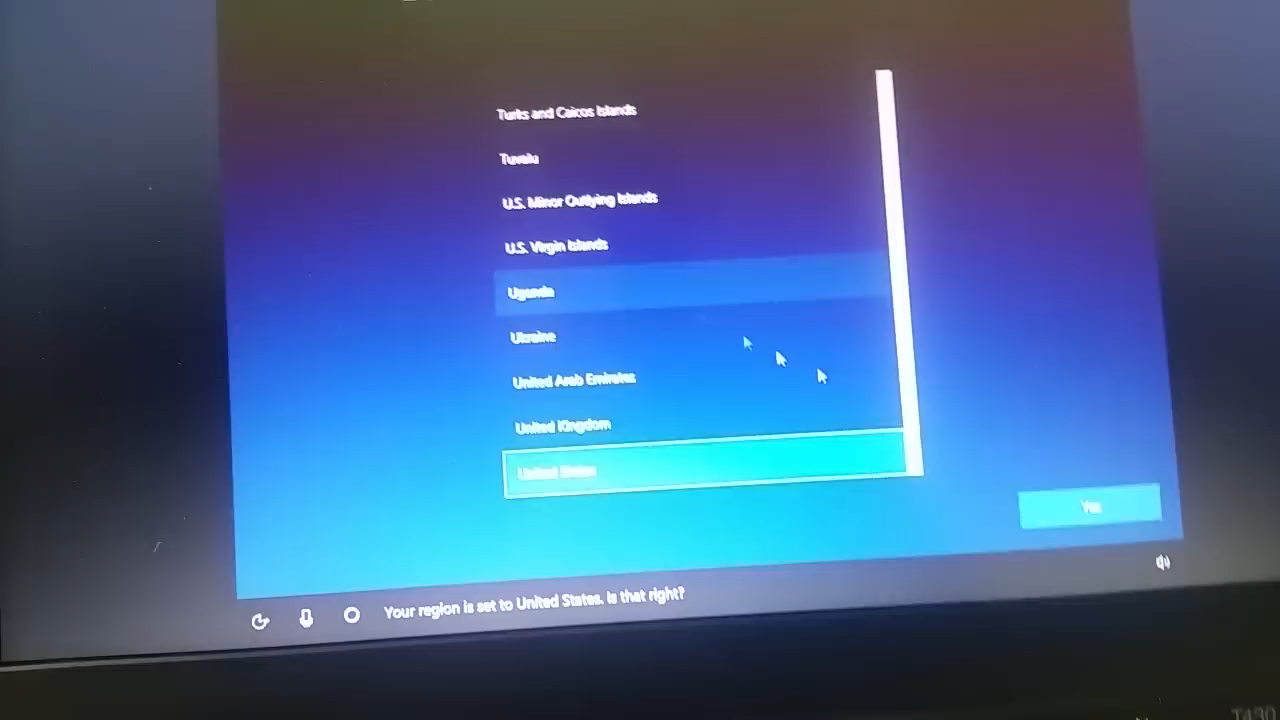 Turks and Caicos Islands
Tuvalu
U.S. Minor Outlying Islands
U.S. Virgin Islands
Uganda
Ukraine
United Arab Emirates
United Kingdom
United States
Yes
Your region is set to United States. Is that right?
T430